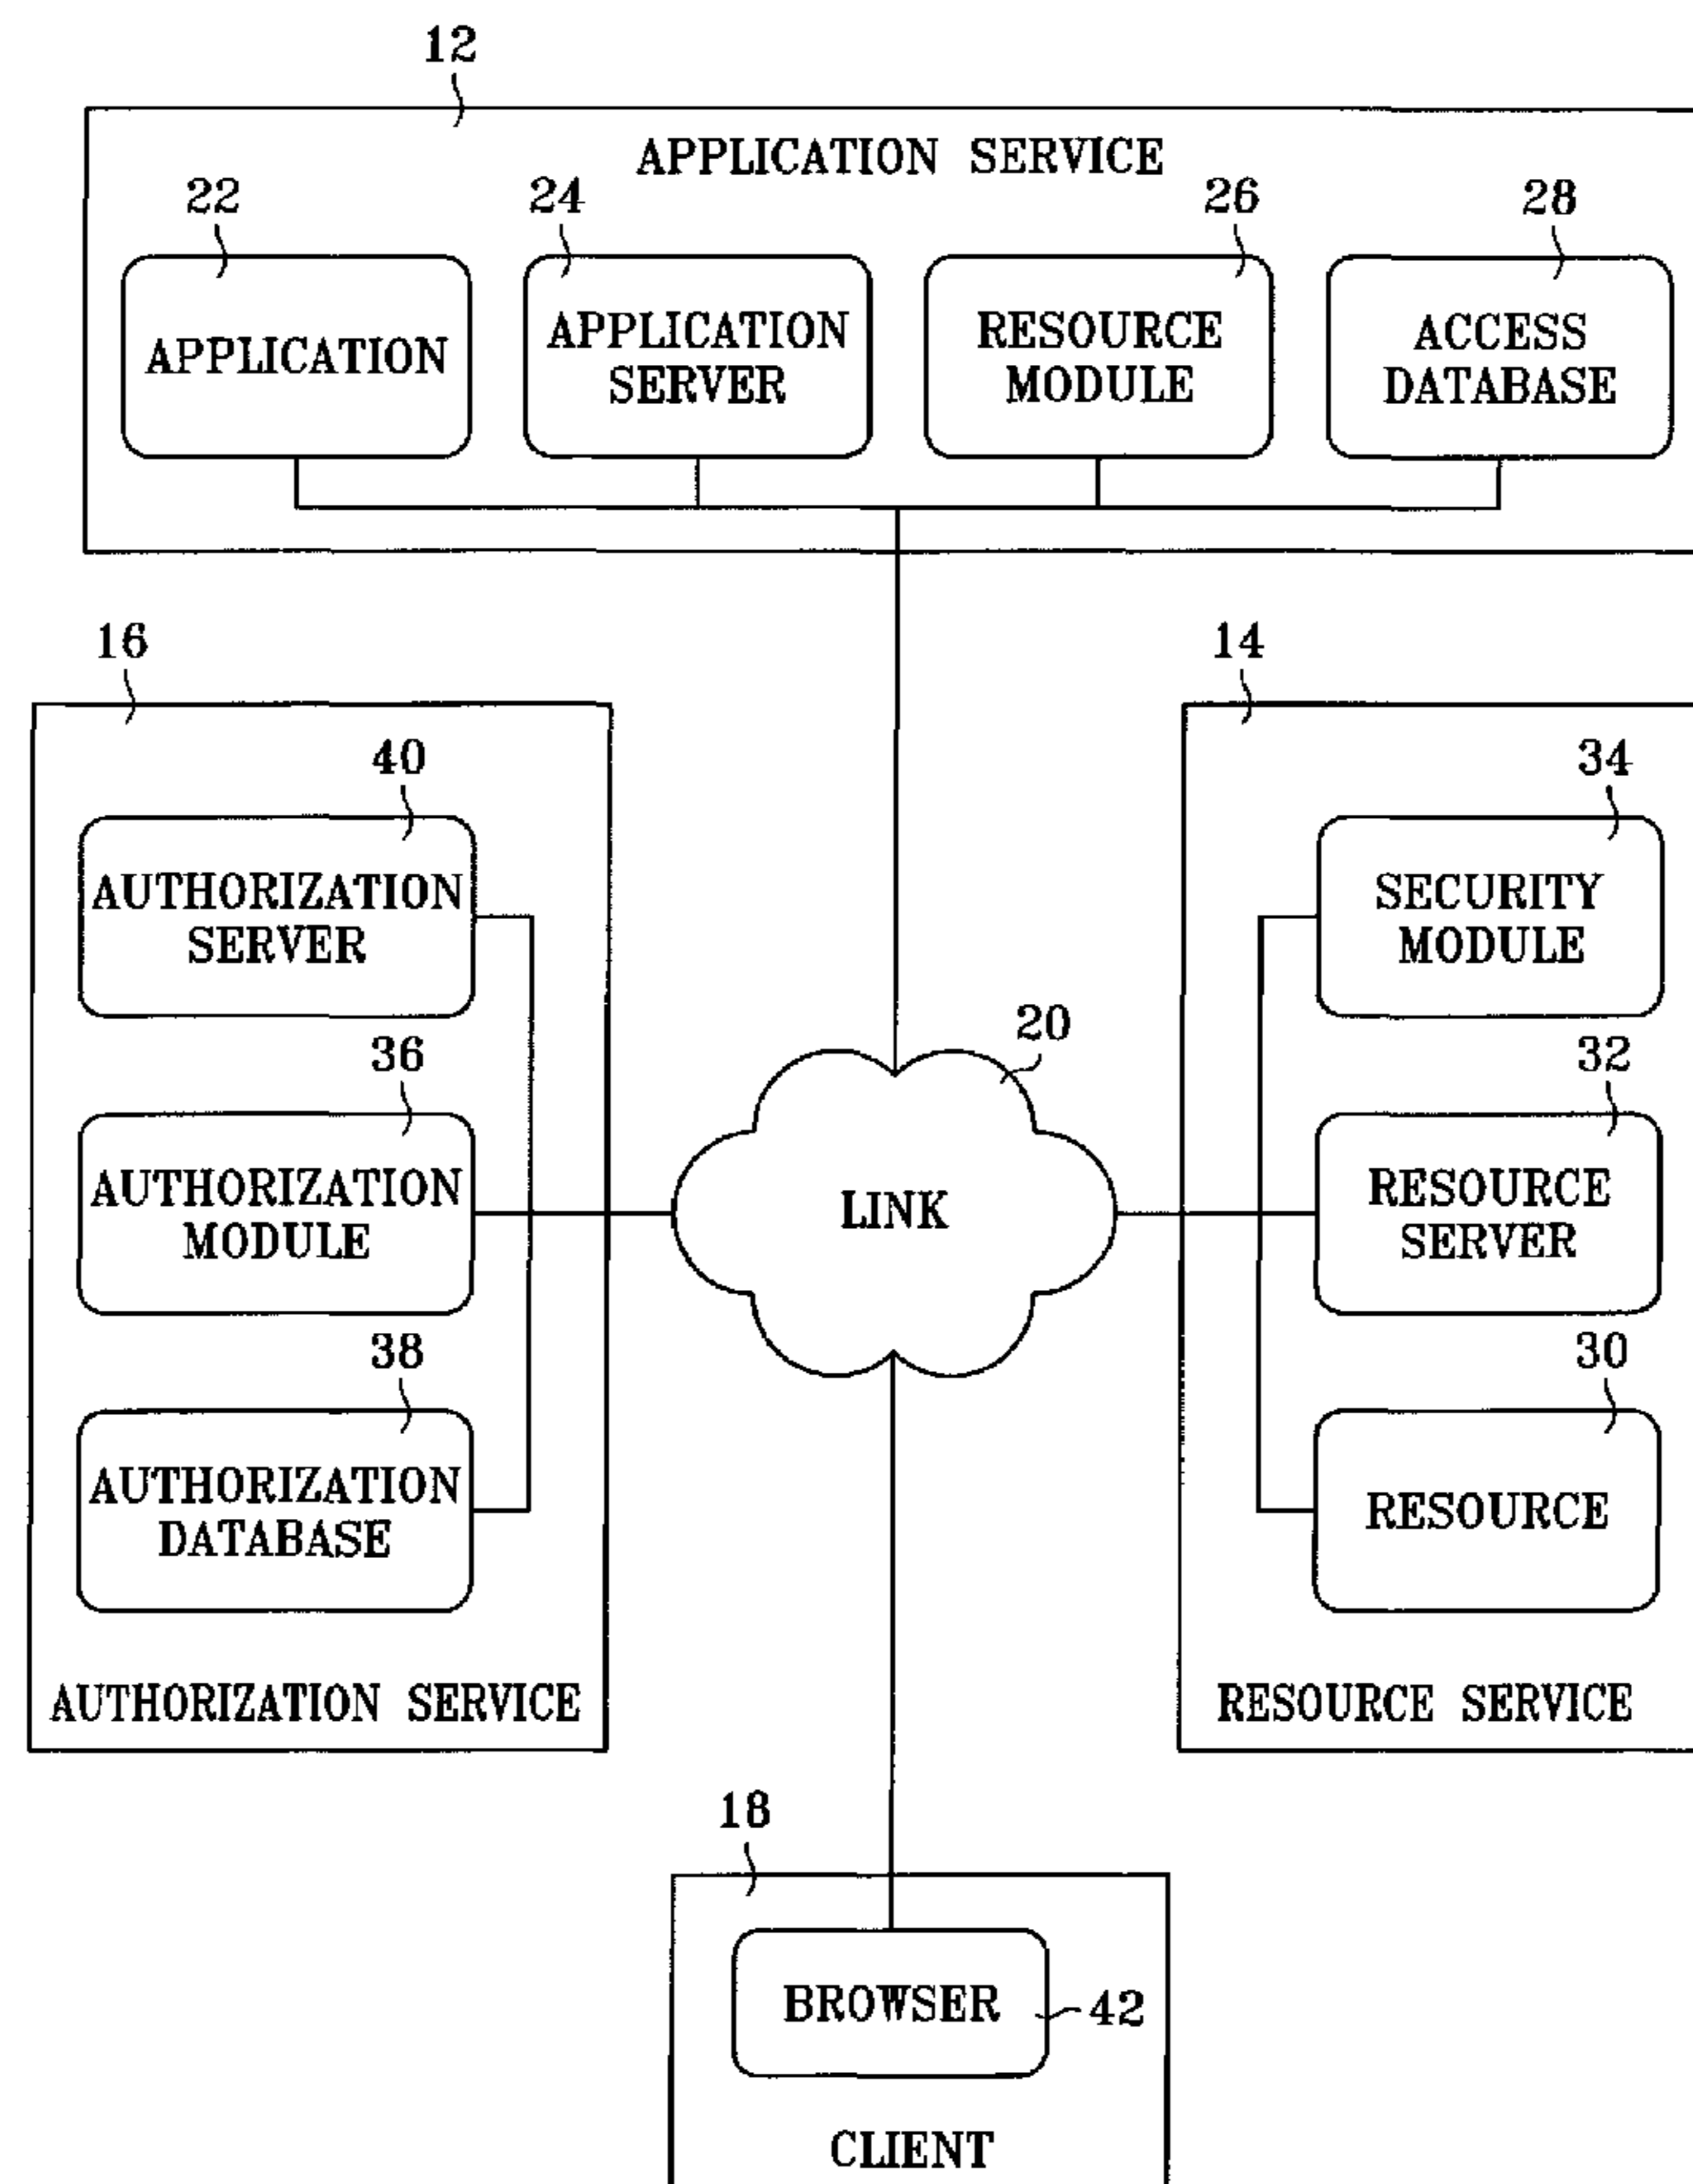 12
APPLICATION SERVICE
22
24
26
28
APPLICATION
APPLICATION
SERVER
RESOURCE
MODULE
ACCESS
DATABASE
16
14
40
AUTHORIZATION
SERVER
36
AUTHORIZATION
MODULE
38
AUTHORIZATION
DATABASE
AUTHORIZATION SERVICE
20
LINK
34
SECURITY
MODULE
32
RESOURCE
SERVER
30
RESOURCE
RESOURCE SERVICE
18
BROWSER
42
CLIENT